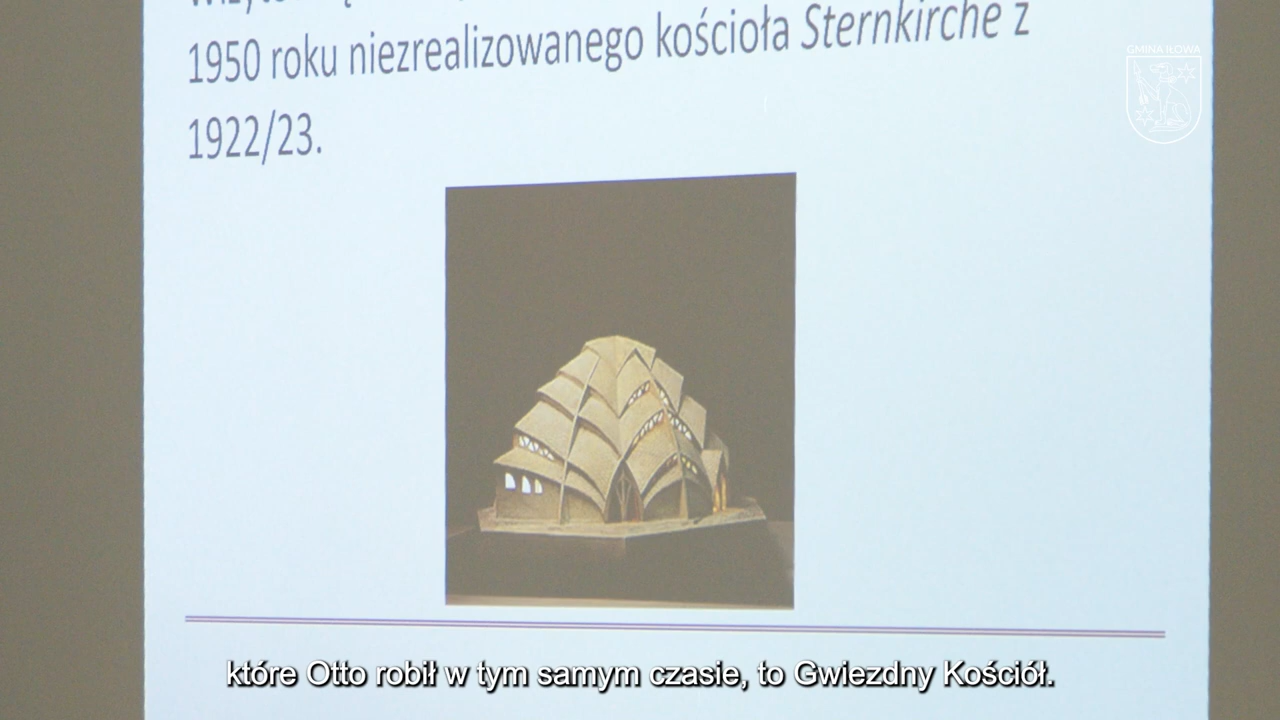 1950 roku niezrealizowanego kościoła Sternkirche z
1922/23.
GMINA IŁOWA
które Otto robił w tym samym czasie, to Gwiezdny Kościół.